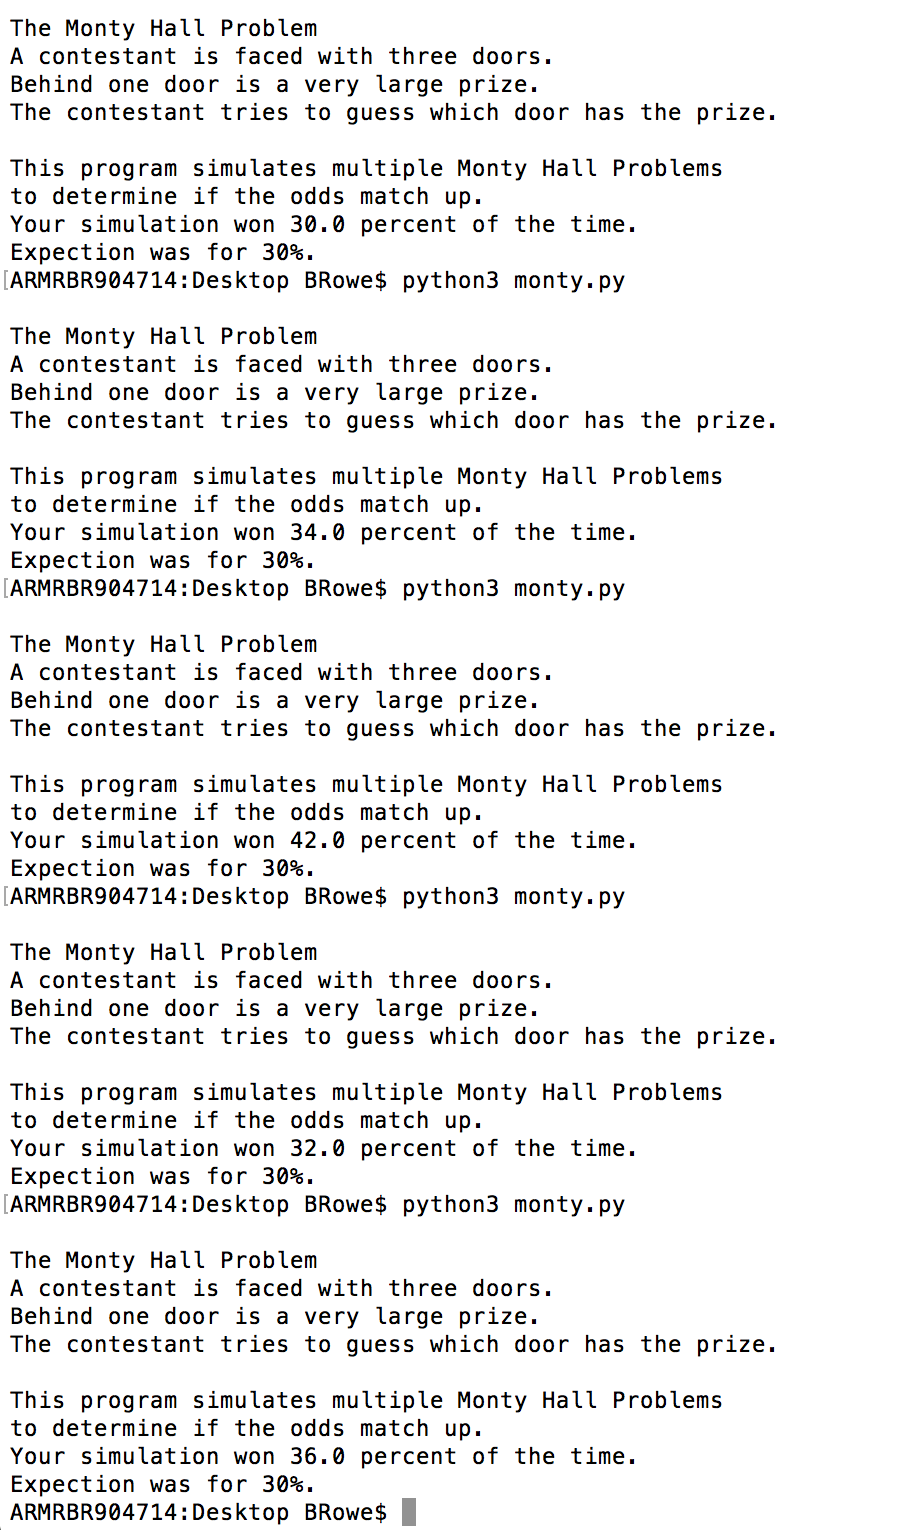 The Monty Hall Problem
A contestant is faced with three doors.
Behind one door is a very large prize.
The contestant tries to guess which door has the prize.

This program simulates multiple Monty Hall Problems
to determine if the odds match up.
Your simulation won 30.0 percent of the time.
Expection was for 30%.
[ARMRBR904714:Desktop BRowe$ python3 monty.py

The Monty Hall Problem
A contestant is faced with three doors.
Behind one door is a very large prize.
The contestant tries to guess which door has the prize.

This program simulates multiple Monty Hall Problems
to determine if the odds match up.
Your simulation won 34.0 percent of the time.
Expection was for 30%.
[ARMRBR904714:Desktop BRowe$ python3 monty.py

The Monty Hall Problem
A contestant is faced with three doors.
Behind one door is a very large prize.
The contestant tries to guess which door has the prize.

This program simulates multiple Monty Hall Problems
to determine if the odds match up.
Your simulation won 42.0 percent of the time.
Expection was for 30%.
[ARMRBR904714:Desktop BRowe$ python3 monty.py

The Monty Hall Problem
A contestant is faced with three doors.
Behind one door is a very large prize.
The contestant tries to guess which door has the prize.

This program simulates multiple Monty Hall Problems
to determine if the odds match up.
Your simulation won 32.0 percent of the time.
Expection was for 30%.
[ARMRBR904714:Desktop BRowe$ python3 monty.py

The Monty Hall Problem
A contestant is faced with three doors.
Behind one door is a very large prize.
The contestant tries to guess which door has the prize.

This program simulates multiple Monty Hall Problems
to determine if the odds match up.
Your simulation won 36.0 percent of the time.
Expection was for 30%.
ARMRBR904714:Desktop BRowe$